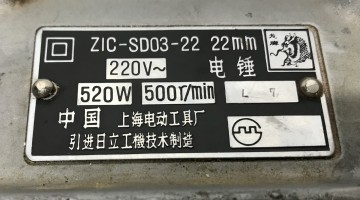 ZIC-SD03-22 22mm
220V~ 电锤
520W 500r/min
中国 上海电动工具厂
引进日立工機技术制造